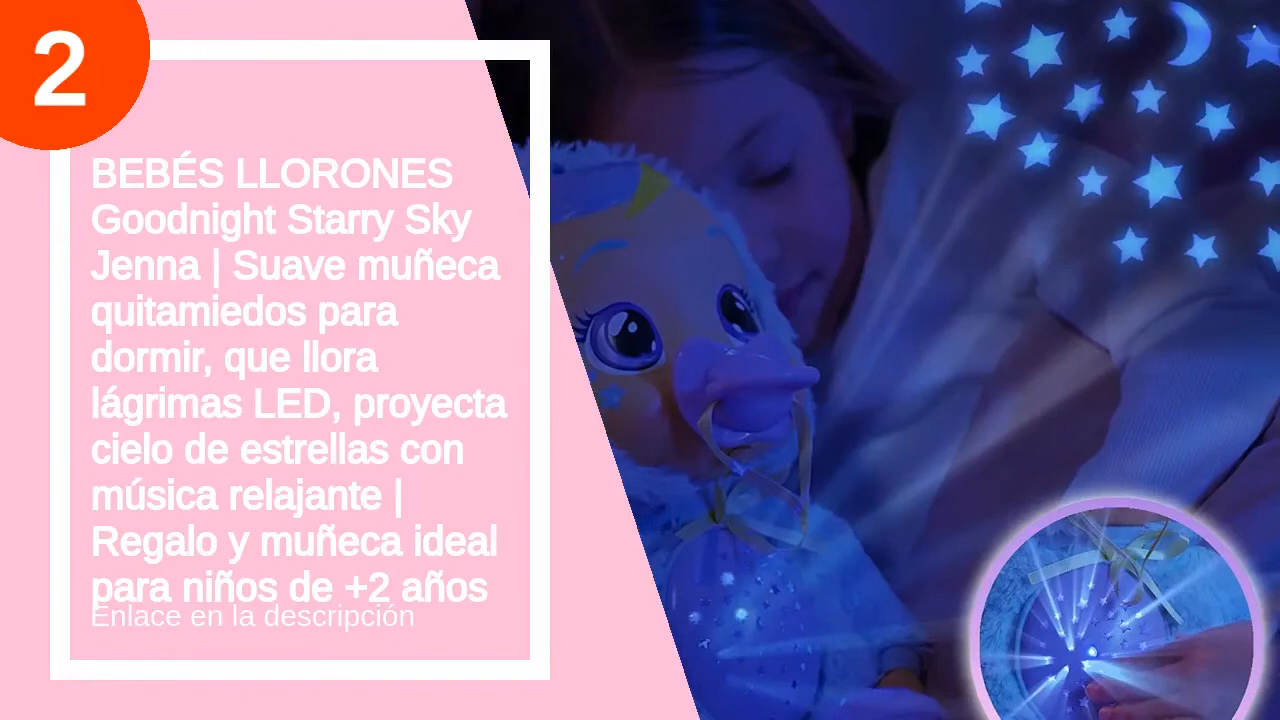 2
BEBÉS LLORONES
Goodnight Starry Sky
Jenna | Suave muñeca
quitamiedos para
dormir, que llora
lágrimas LED, proyecta
cielo de estrellas con
música relajante |
Regalo y muñeca ideal
para niños de +2 años
Enlace en la descripción